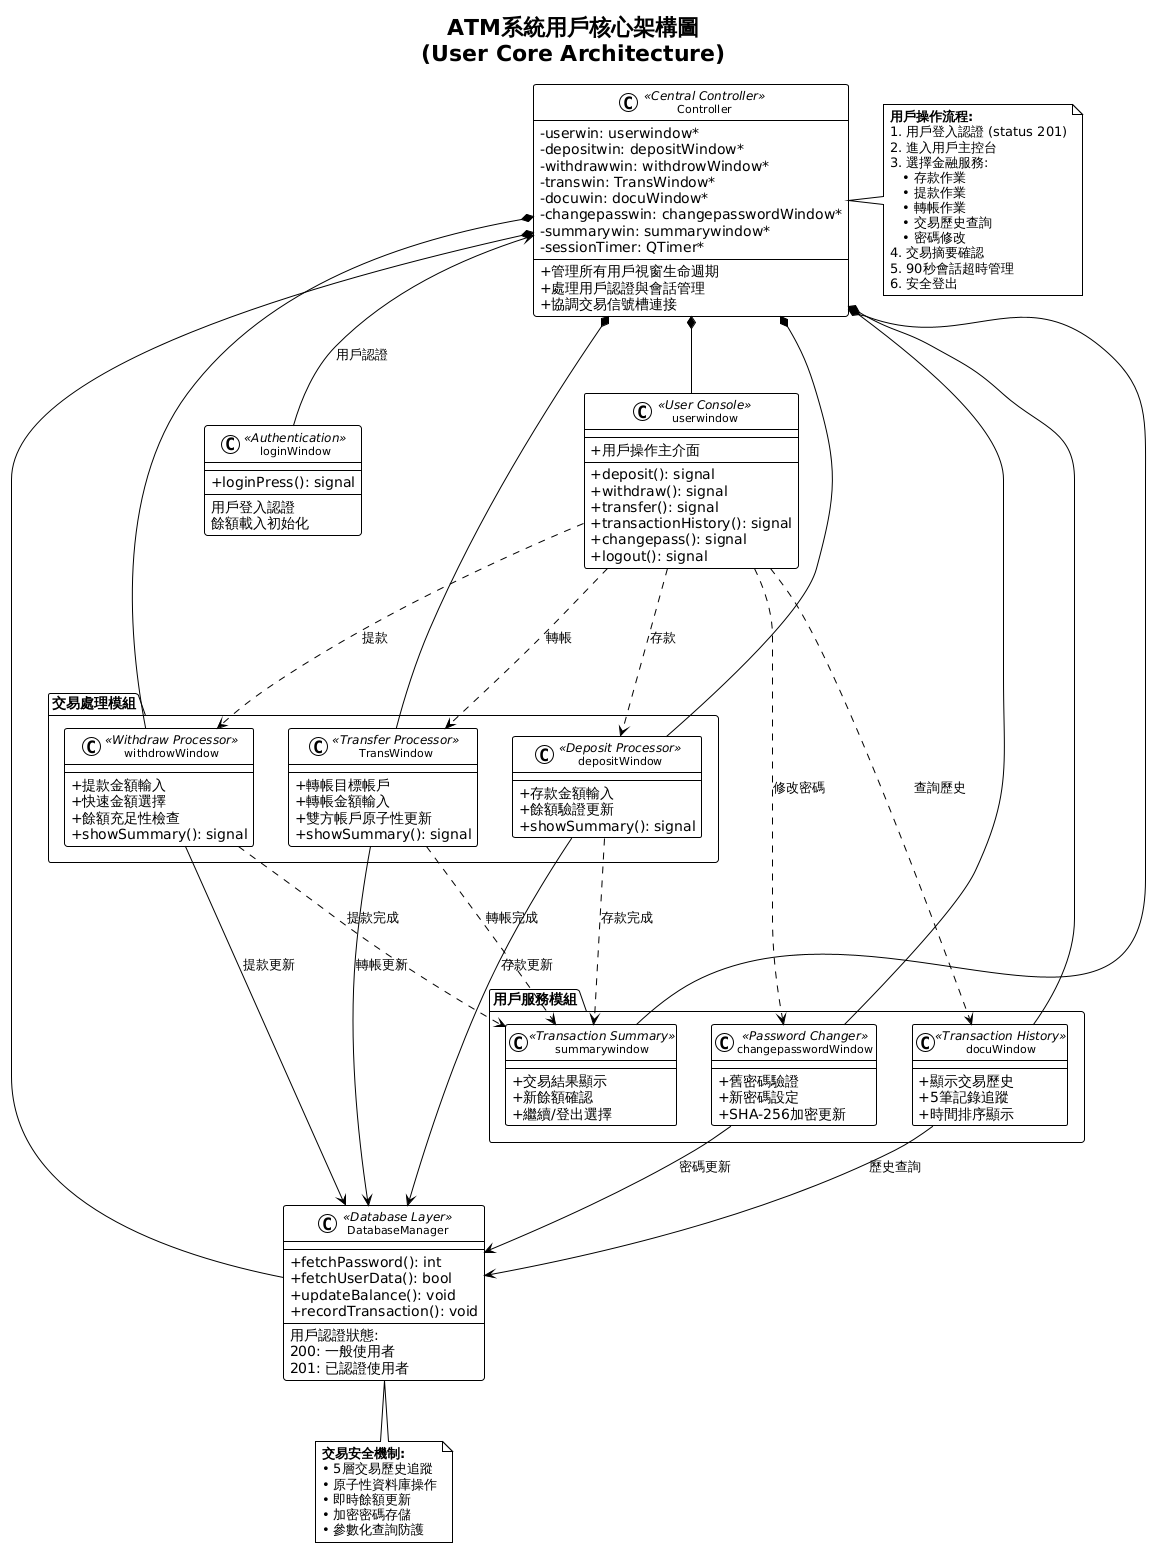 ATM系統用戶核心架構圖
(User Core Architecture)
C
«Central Controller»
Controller
-userwin: userwindow*
-depositwin: depositWindow*
-withdrawwin: withdrowWindow*
-transwin: TransWindow*
-docuwin: docuWindow*
-changepasswin: changepasswordWindow*
-summarywin: summarywindow*
-sessionTimer: QTimer*
+管理所有用戶視窗生命週期
+處理用戶認證與會話管理
+協調交易信號槽連接
用戶操作流程:
1. 用戶登入認證 (status 201)
2. 進入用戶主控台
3. 選擇金融服務:
• 存款作業
• 提款作業
• 轉帳作業
• 交易歷史查詢
• 密碼修改
4. 交易摘要確認
5. 90秒會話超時管理
6. 安全登出
用戶認證
C
«Authentication»
loginWindow
+loginPress(): signal
用戶登入認證
餘額載入初始化
C
«User Console»
userwindow
+用戶操作主介面
+deposit(): signal
+withdraw(): signal
+transfer(): signal
+transactionHistory(): signal
+changepass(): signal
+logout(): signal
提款
轉帳
存款
交易處理模組
C
«Withdraw Processor»
withdrowWindow
+提款金額輸入
+快速金額選擇
+餘額充足性檢查
+showSummary(): signal
C
«Transfer Processor»
TransWindow
+轉帳目標帳戶
+轉帳金額輸入
+雙方帳戶原子性更新
+showSummary(): signal
C
«Deposit Processor»
depositWindow
+存款金額輸入
+餘額驗證更新
+showSummary(): signal
修改密碼
查詢歷史
提款完成
轉帳完成
存款完成
提款更新
轉帳更新
存款更新
用戶服務模組
C
«Transaction Summary»
summarywindow
+交易結果顯示
+新餘額確認
+繼續/登出選擇
C
«Password Changer»
changepasswordWindow
+舊密碼驗證
+新密碼設定
+SHA-256加密更新
C
«Transaction History»
docuWindow
+顯示交易歷史
+5筆記錄追蹤
+時間排序顯示
密碼更新
歷史查詢
C
«Database Layer»
DatabaseManager
+fetchPassword(): int
+fetchUserData(): bool
+updateBalance(): void
+recordTransaction(): void
用戶認證狀態:
200: 一般使用者
201: 已認證使用者
交易安全機制:
• 5層交易歷史追蹤
• 原子性資料庫操作
• 即時餘額更新
• 加密密碼存儲
• 參數化查詢防護